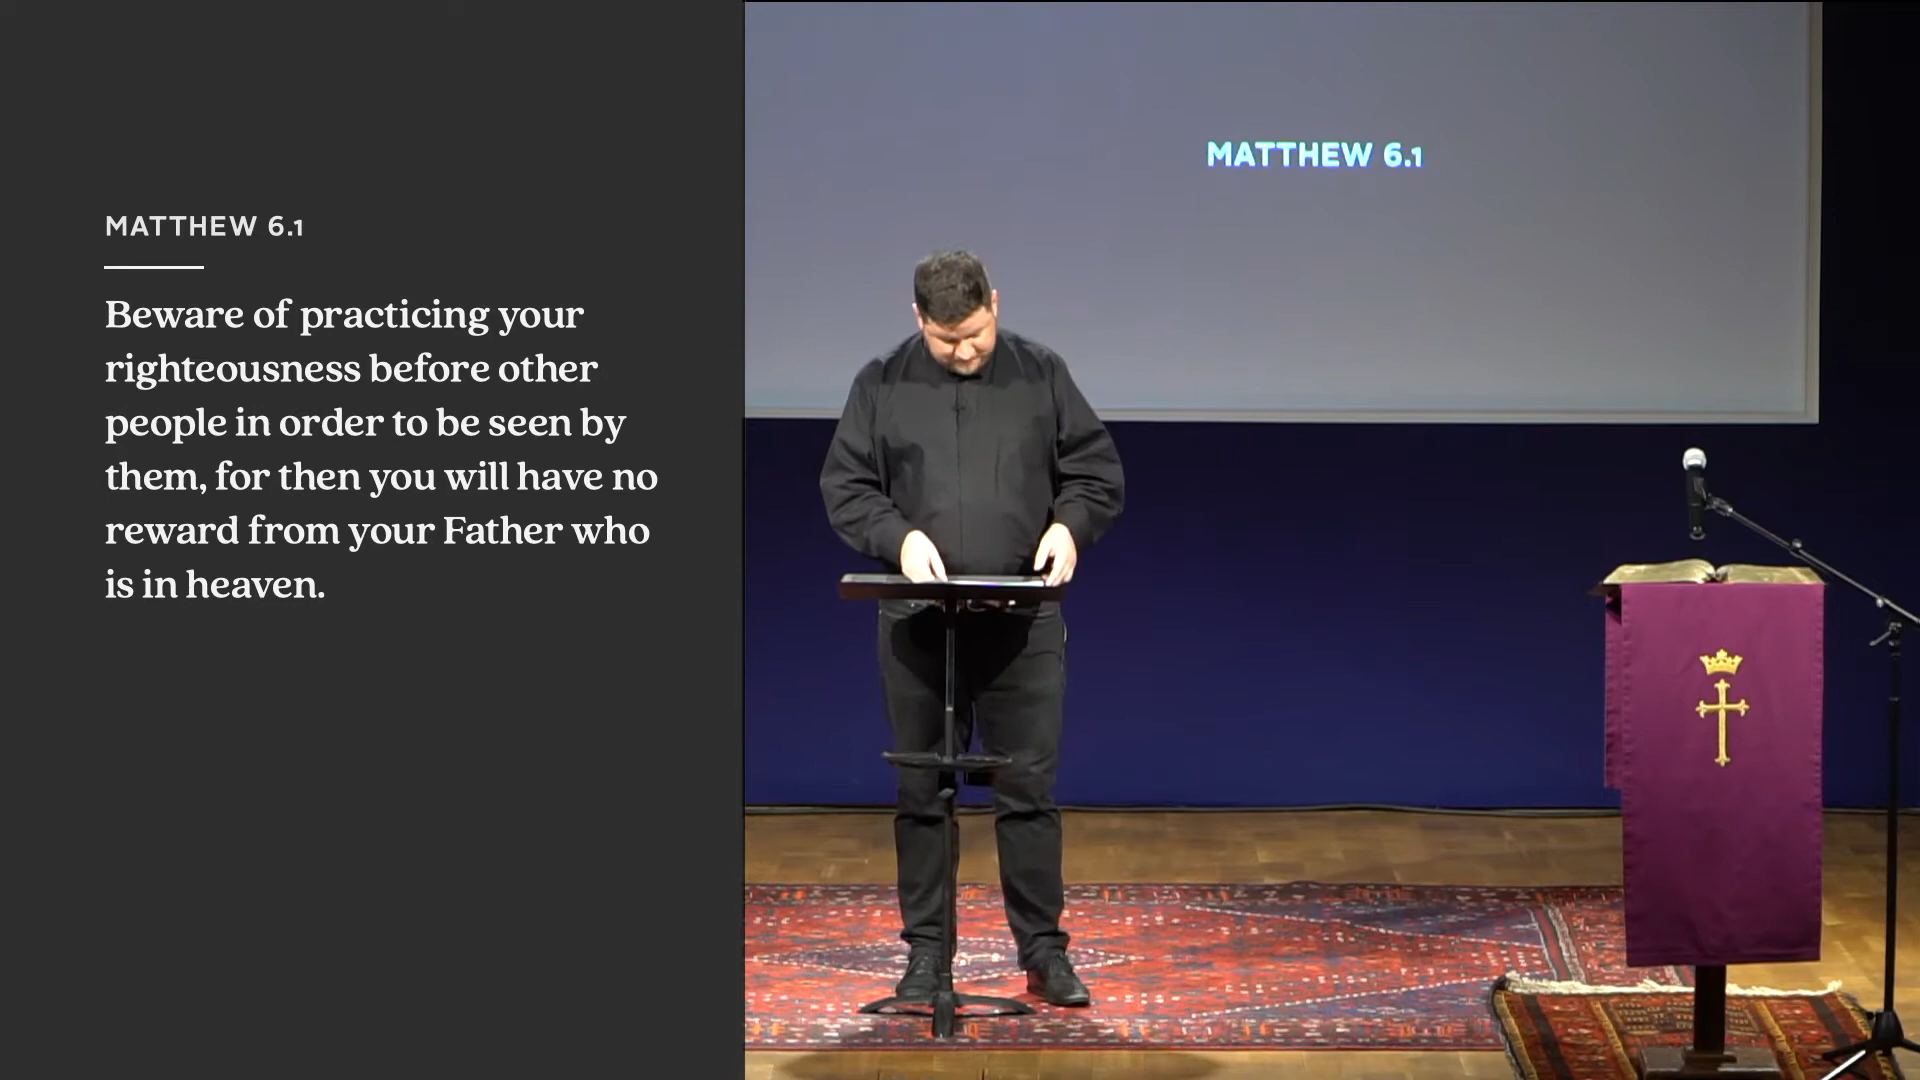 MATTHEW 6.1
Beware of practicing your
righteousness before other
people in order to be seen by
them, for then you will have no
reward from your Father who
is in heaven.
MATTHEW 6.1